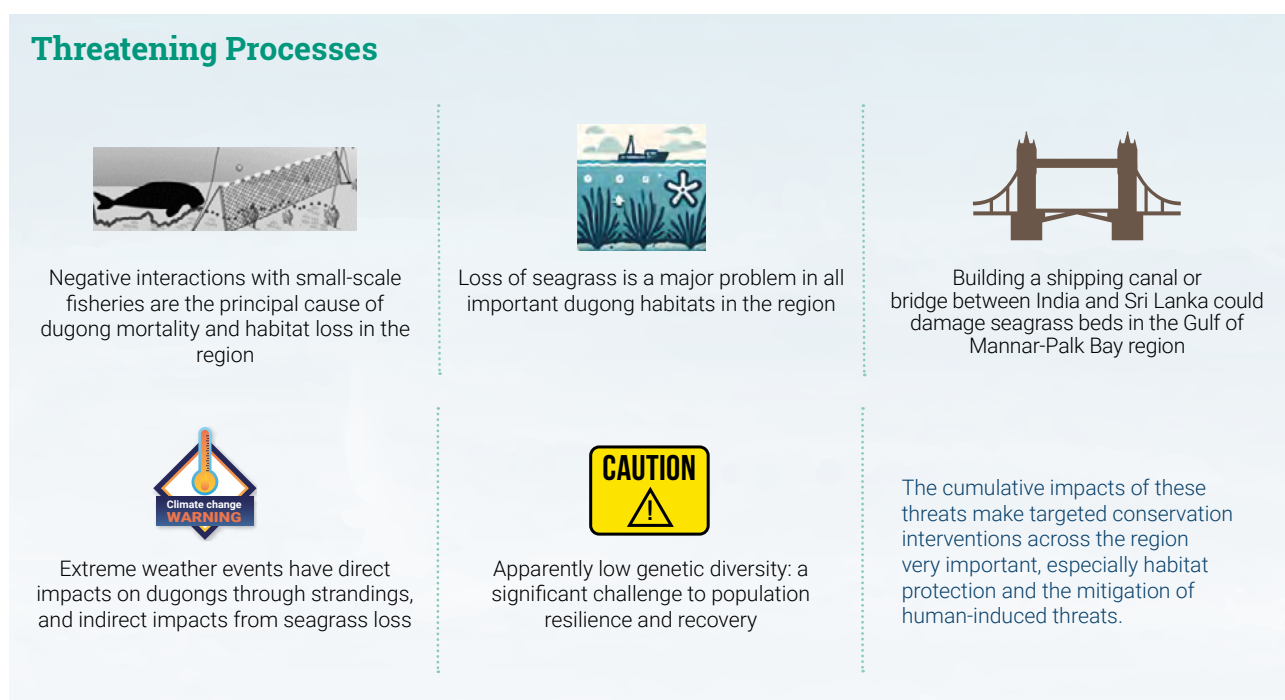 Threatening Processes
Negative interactions with small-scale
fisheries are the principal cause of
dugong mortality and habitat loss in the
region
Loss of seagrass is a major problem in all
important dugong habitats in the region
Building a shipping canal or
bridge between India and Sri Lanka could
damage seagrass beds in the Gulf of
Mannar-Palk Bay region
Climate change
WARNING
Extreme weather events have direct
impacts on dugongs through strandings,
and indirect impacts from seagrass loss
CAUTION
!
Apparently low genetic diversity: a
significant challenge to population
resilience and recovery
The cumulative impacts of these
threats make targeted conservation
interventions across the region
very important, especially habitat
protection and the mitigation of
human-induced threats.